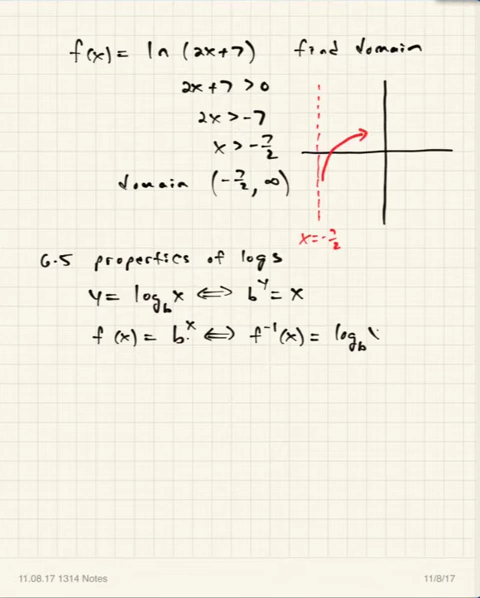 f(x) = ln (2x+7) find domain
2x+7 > 0
2x > -7
x > -7/2
domain (-7/2, ∞)
x = -7/2
6.5 properties of logs
y = log_b x ⟺ b^y = x
f(x) = b^x ⟺ f^-1(x) = log_b
11.08.17 1314 Notes 11/8/17